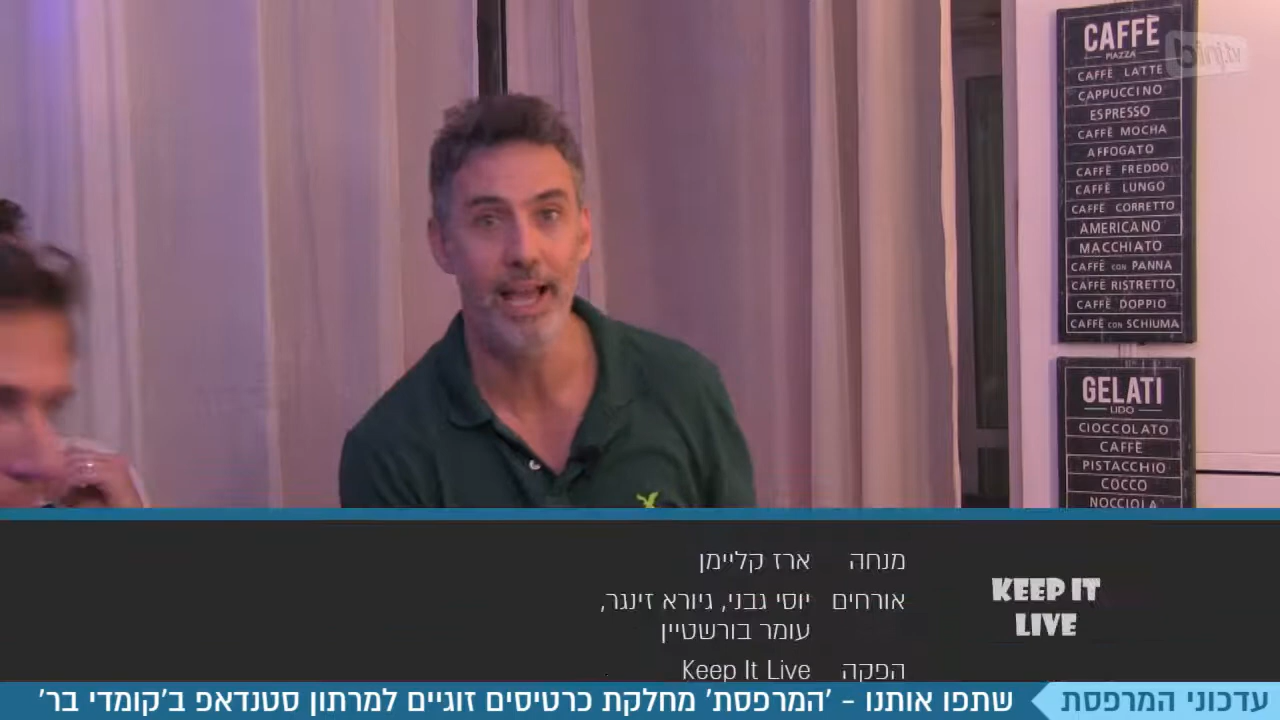 CAFFÈ
PIAZZA
CAFFÈ LATTE
CAPPUCCINO
ESPRESSO
CAFFÈ MOCHA
AFFOGATO
CAFFÈ FREDDO
CAFFÈ LUNGO
CAFFÈ CORRETTO
AMERICANO
MACCHIATO
CAFFÈ CON PANNA
CAFFÈ RISTRETTO
CAFFÈ DOPPIO
CAFFÈ CON SCHIUMA
GELATI
LIDO
CIOCCOLATO
CAFFÈ
PISTACCHIO
COCCO
NOCCIOLA
מנחה ארז קליימן
אורחים יוסי גבני, גיורא זינגר,
עומר בורשטיין
הפקה Keep It Live
KEEP IT
LIVE
עדכוני המרפסת שתפו אותנו - 'המרפסת' מחלקת כרטיסים זוגיים למרתון סטנדאפ ב'קומדי בר'